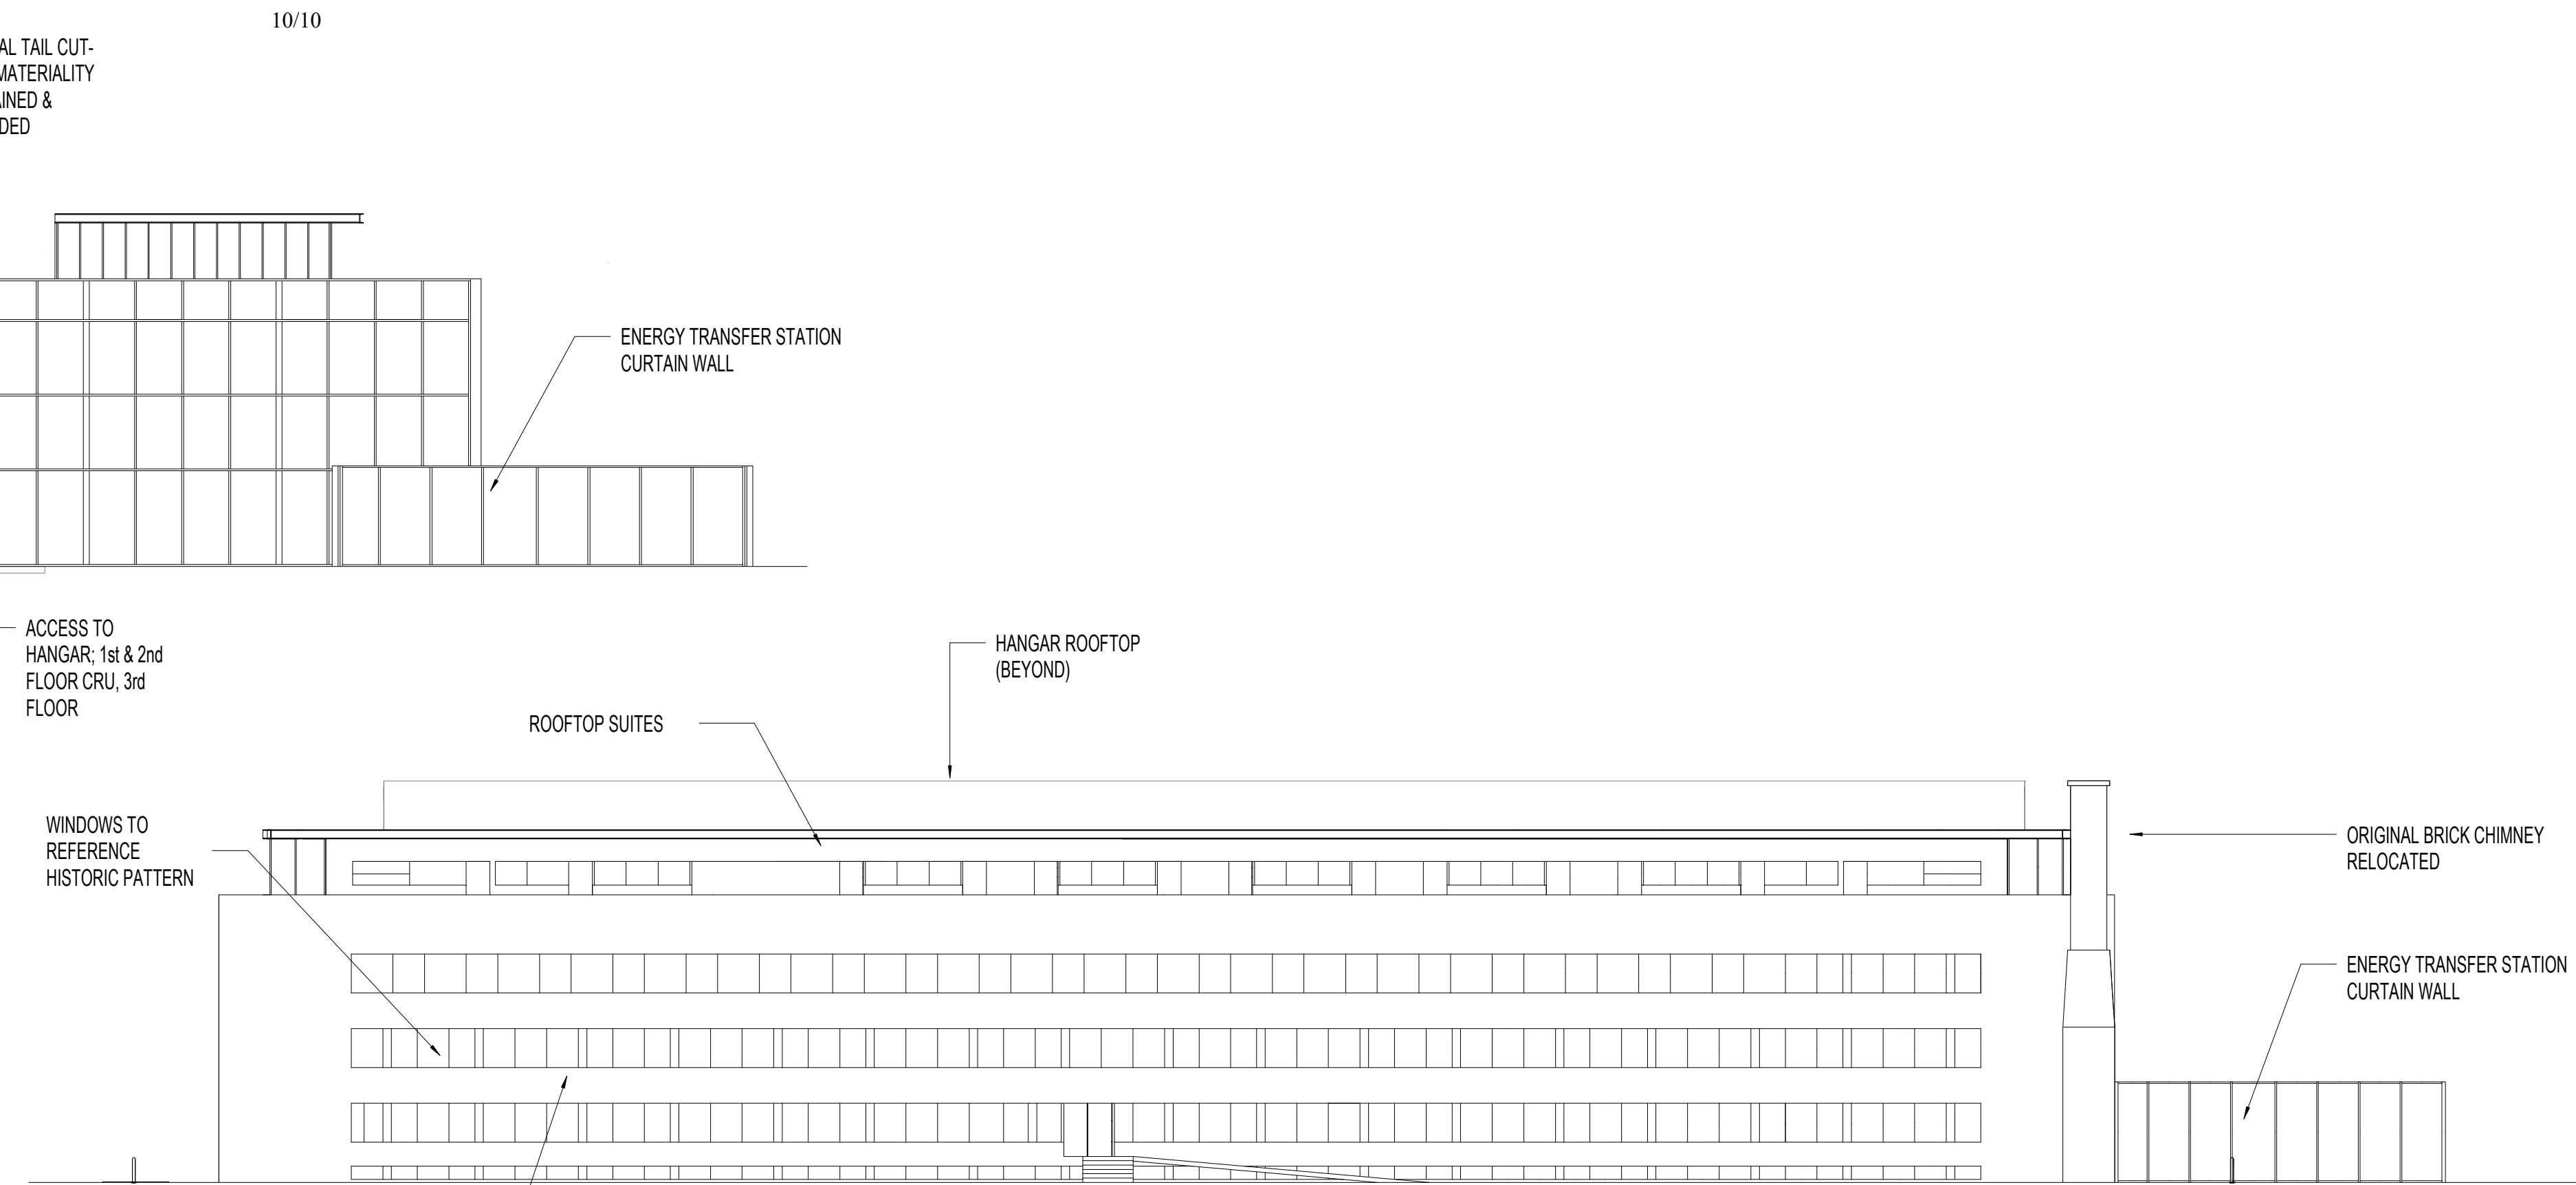 10/10
AL TAIL CUT-
MATERIALITY
AINED &
DED
ENERGY TRANSFER STATION
CURTAIN WALL
ACCESS TO
HANGAR; 1st & 2nd
FLOOR CRU, 3rd
FLOOR
HANGAR ROOFTOP
(BEYOND)
ROOFTOP SUITES
WINDOWS TO
REFERENCE
HISTORIC PATTERN
ORIGINAL BRICK CHIMNEY
RELOCATED
ENERGY TRANSFER STATION
CURTAIN WALL